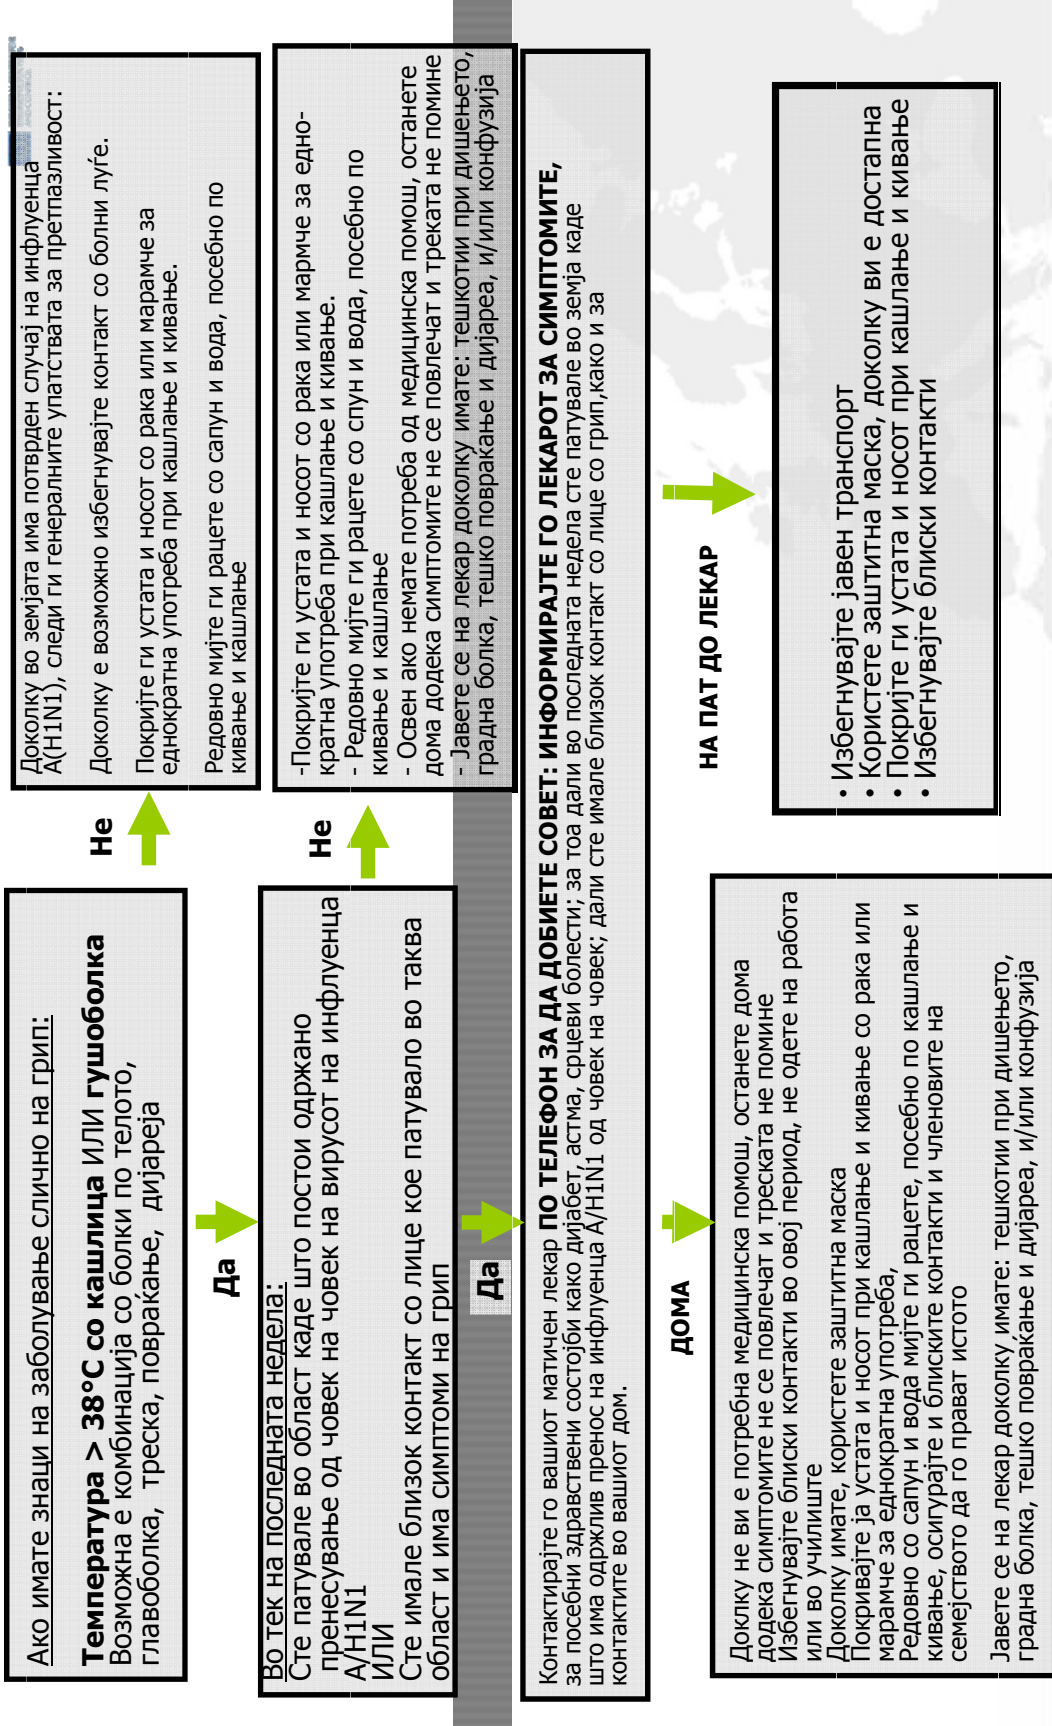 Ако имате знаци на заболување слично на грип:
Температура > 38°C со кашлица ИЛИ гушоболка
Возможна е комбинација со болки по телото,
главоболка, треска, повраќање, дијареја
Не
Доколку во земјата има потврден случај на инфлуенца
А(H1N1), следи ги генералните упатствата за претпазливост:
Доколку е возможно избегнувајте контакт со болни луѓе.
Покријте ги устата и носот со рака или марамче за
еднократна употреба при кашлање и кивање.
Редовно мијте ги рацете со сапун и вода, посебно по
кивање и кашлање
Да
Во тек на последната недела:
Сте патувале во област каде што постои одржано
пренесување од човек на човек на вирусот на инфлуенца
А/H1N1
ИЛИ
Сте имале близок контакт со лице кое патувало во таква
област и има симптоми на грип
Не
-Покријте ги устата и носот со рака или мармче за едно-
кратна употреба при кашлање и кивање.
- Редовно мијте ги рацете со спун и вода, посебно по
кивање и кашлање
- Освен ако немате потреба од медицинска помош, останете
дома додека симптомите не се повлечат и треката не помине
- Јавете се на лекар доколку имате: тешкотии при дишењето,
градна болка, тешко повраќање и дијареа, и/или конфузија
Да
Контактирајте го вашиот матичен лекар ПО ТЕЛЕФОН ЗА ДА ДОБИЕТЕ СОВЕТ: ИНФОРМИРАЈТЕ ГО ЛЕКАРОТ ЗА СИМПТОМИТЕ,
за посебни здравствени состојби како дијабет, астма, срцеви болести; за тоа дали во последната недела сте патувале во земја каде
што има одржлив пренос на инфлуенца А/H1N1 од човек на човек; дали сте имале близок контакт со лице со грип,како и за
контактите во вашиот дом.
ДОМА
НА ПАТ ДО ЛЕКАР
Доклку не ви е потребна медицинска помош, останете дома
додека симптомите не се повлечат и треската не помине
Избегнувајте блиски контакти во овој период, не одете на работа
или во училиште
Доколку имате, користете заштитна маска
Покривајте ја устата и носот при кашлање и кивање со рака или
марамче за еднократна употреба,
Редовно со сапун и вода мијте ги рацете, посебно по кашлање и
кивање, осигурајте и блиските контакти и членовите на
семејството да го прават истото
Јавете се на лекар доколку имате: тешкотии при дишењето,
градна болка, тешко повраќање и дијареа, и/или конфузија
• Избегнувајте јавен транспорт
• Користете заштитна маска, доколку ви е достапна
• Покријте ги устата и носот при кашлање и кивање
• Избегнувајте блиски контакти